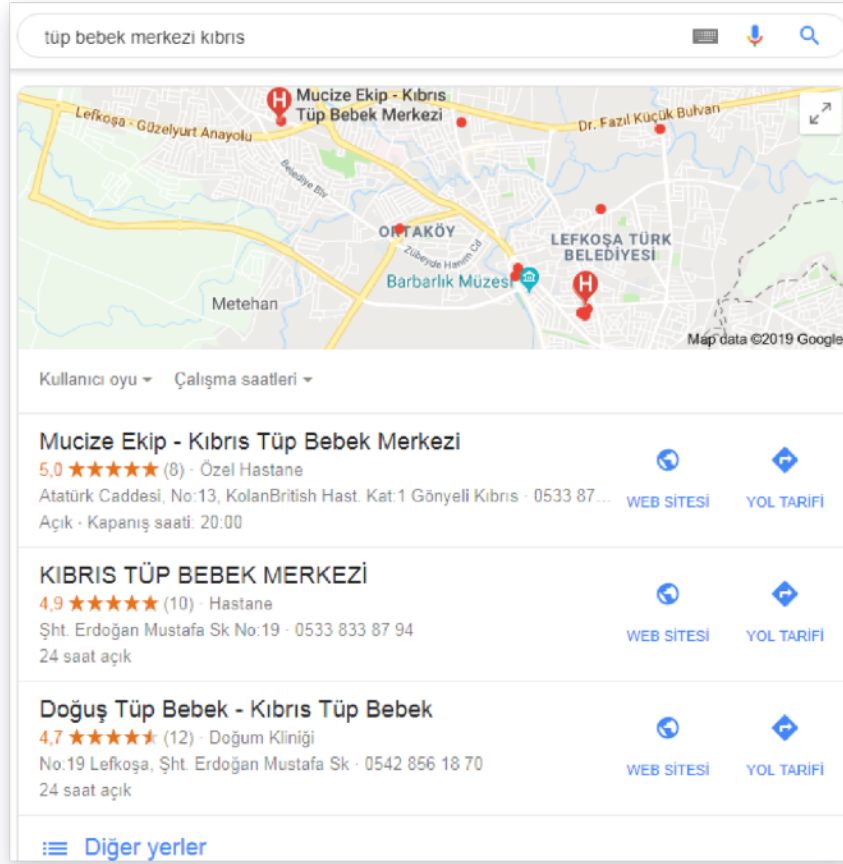 tüp bebek merkezi kıbrıs
Mucize Ekip - Kıbrıs
Tüp Bebek Merkezi
Lefkoşa - Güzelyurt Anayolu
Dr. Fazıl Küçük Bulvarı
Belediye Blv
ORTAKÖY
Zübeyde Hanım Cd
LEFKOŞA TÜRK
BELEDİYESİ
Barbarlık Müzesi
Metehan
Map data ©2019 Google
Kullanıcı oyu Çalışma saatleri
Mucize Ekip - Kıbrıs Tüp Bebek Merkezi
5,0 ★★★★★ (8) · Özel Hastane
Atatürk Caddesi, No:13, KolanBritish Hast. Kat:1 Gönyeli Kıbrıs · 0533 87...
Açık · Kapanış saati: 20:00
WEB SİTESİ YOL TARİFİ
KIBRIS TÜP BEBEK MERKEZİ
4,9 ★★★★★ (10) · Hastane
Şht. Erdoğan Mustafa Sk No:19 · 0533 833 87 94
24 saat açık
WEB SİTESİ YOL TARİFİ
Doğuş Tüp Bebek - Kıbrıs Tüp Bebek
4,7 ★★★★★ (12) · Doğum Kliniği
No:19 Lefkoşa, Şht. Erdoğan Mustafa Sk · 0542 856 18 70
24 saat açık
WEB SİTESİ YOL TARİFİ
Diğer yerler